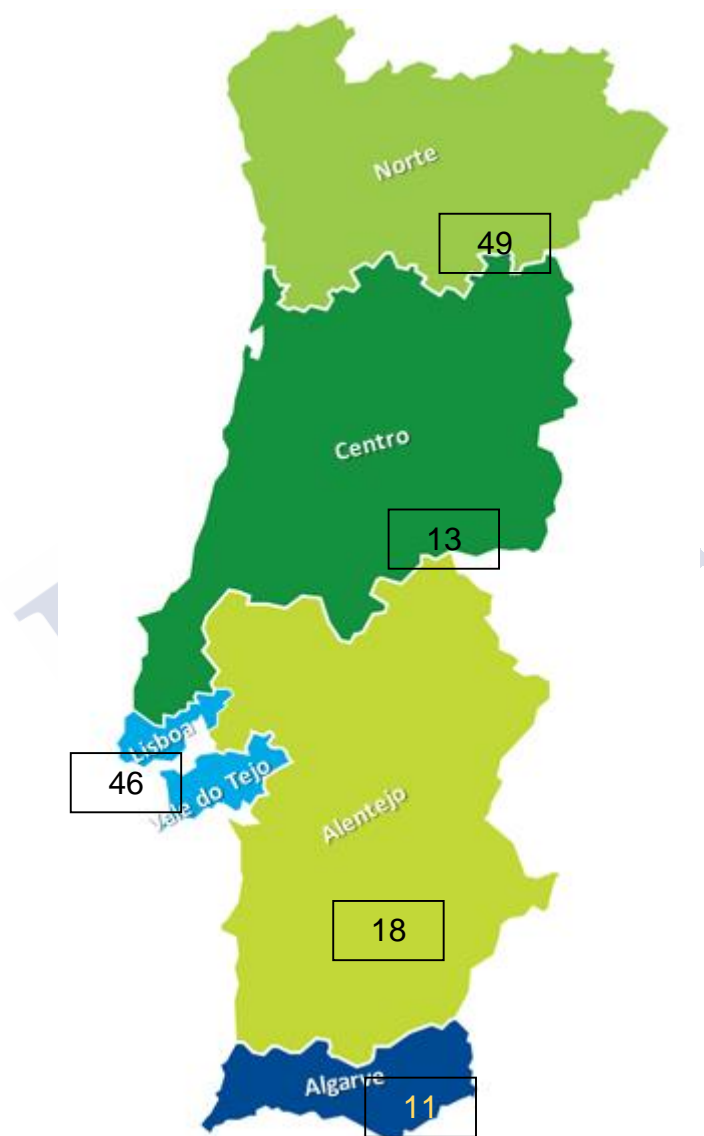 Norte
49
Centro
13
Lisboa
46
Vale do Tejo
Alentejo
18
Algarve
11